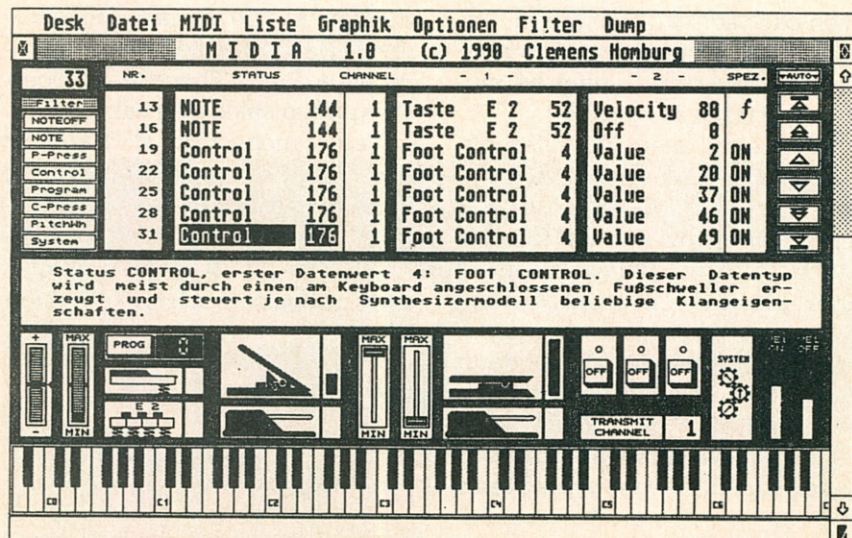 Desk Datei MIDI Liste Graphik Optionen Filter Dump
MIDIA 1.0 (c) 1990 Clemens Homburg
33 NR. STATUS CHANNEL - 1 - - 2 - SPEZ. AUTO
Filter
NOTEOFF
NOTE
P-Press
Control
Program
C-Press
PitchWh
System
13 NOTE 144 1 Taste E 2 52 Velocity 80 f
16 NOTE 144 1 Taste E 2 52 Off 0
19 Control 176 1 Foot Control 4 Value 2 ON
22 Control 176 1 Foot Control 4 Value 20 ON
25 Control 176 1 Foot Control 4 Value 37 ON
28 Control 176 1 Foot Control 4 Value 46 ON
31 Control 176 1 Foot Control 4 Value 49 ON
Status CONTROL, erster Datenwert 4: FOOT CONTROL. Dieser Datentyp
wird meist durch einen am Keyboard angeschlossenen Fußschweller er-
zeugt und steuert je nach Synthesizermodell beliebige Klangeigen-
schaften.
+ MAX PROG 0 MAX MAX SYSTEM VEL ON VEL OFF
OFF OFF OFF
E 2
- MIN MIN MIN TRANSMIT CHANNEL 1
C0 C1 C2 C3 C4 C5 C6 C